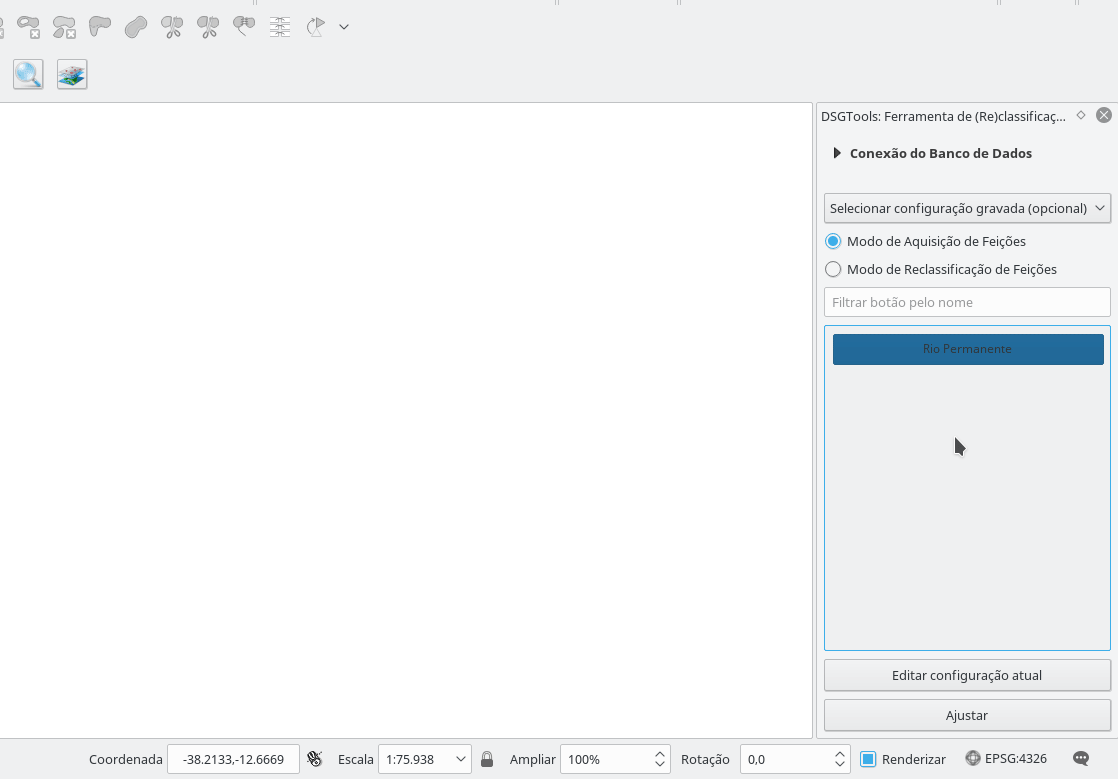 DSGTools: Ferramenta de (Re)classificaç...
Conexão do Banco de Dados
Selecionar configuração gravada (opcional)
Modo de Aquisição de Feições
Modo de Reclassificação de Feições
Filtrar botão pelo nome
Rio Permanente
Editar configuração atual
Ajustar
Coordenada -38.2133,-12.6669 Escala 1:75.938 Ampliar 100% Rotação 0,0 Renderizar EPSG:4326